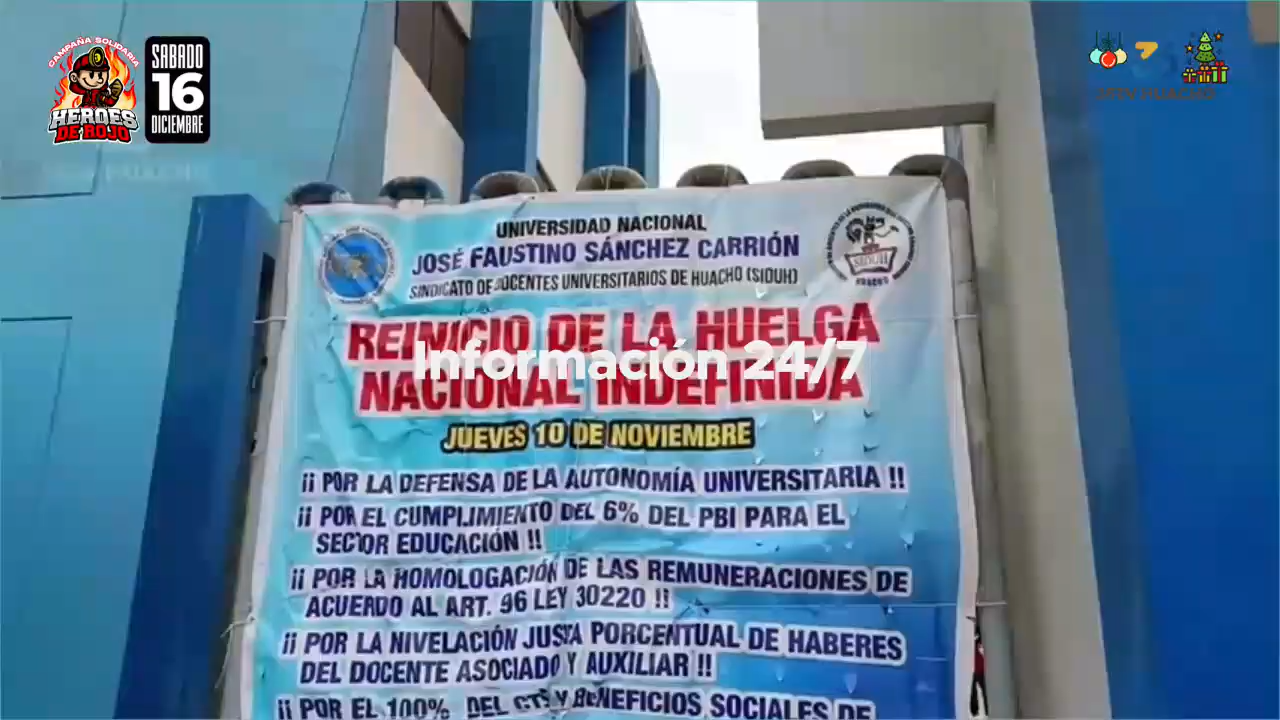 CAMPAÑA SOLIDARIA
HÉROES
DE ROJO
SABADO
16
DICIEMBRE
UNIVERSIDAD NACIONAL
JOSÉ FAUSTINO SÁNCHEZ CARRIÓN
SINDICATO DE DOCENTES UNIVERSITARIOS DE HUACHO (SIDUH)
SIDUH
HUACHO
REINICIO DE LA HUELGA
Información 24/7
NACIONAL INDEFINIDA
JUEVES 10 DE NOVIEMBRE
¡¡ POR LA DEFENSA DE LA AUTONOMÍA UNIVERSITARIA !!
¡¡ POR EL CUMPLIMIENTO DEL 6% DEL PBI PARA EL
SECTOR EDUCACIÓN !!
¡¡ POR LA HOMOLOGACIÓN DE LAS REMUNERACIONES DE
ACUERDO AL ART. 96 LEY 30220 !!
¡¡ POR LA NIVELACIÓN JUSTA PORCENTUAL DE HABERES
DEL DOCENTE ASOCIADO Y AUXILIAR !!
¡¡ POR EL 100% DEL CTS Y BENEFICIOS SOCIALES DE